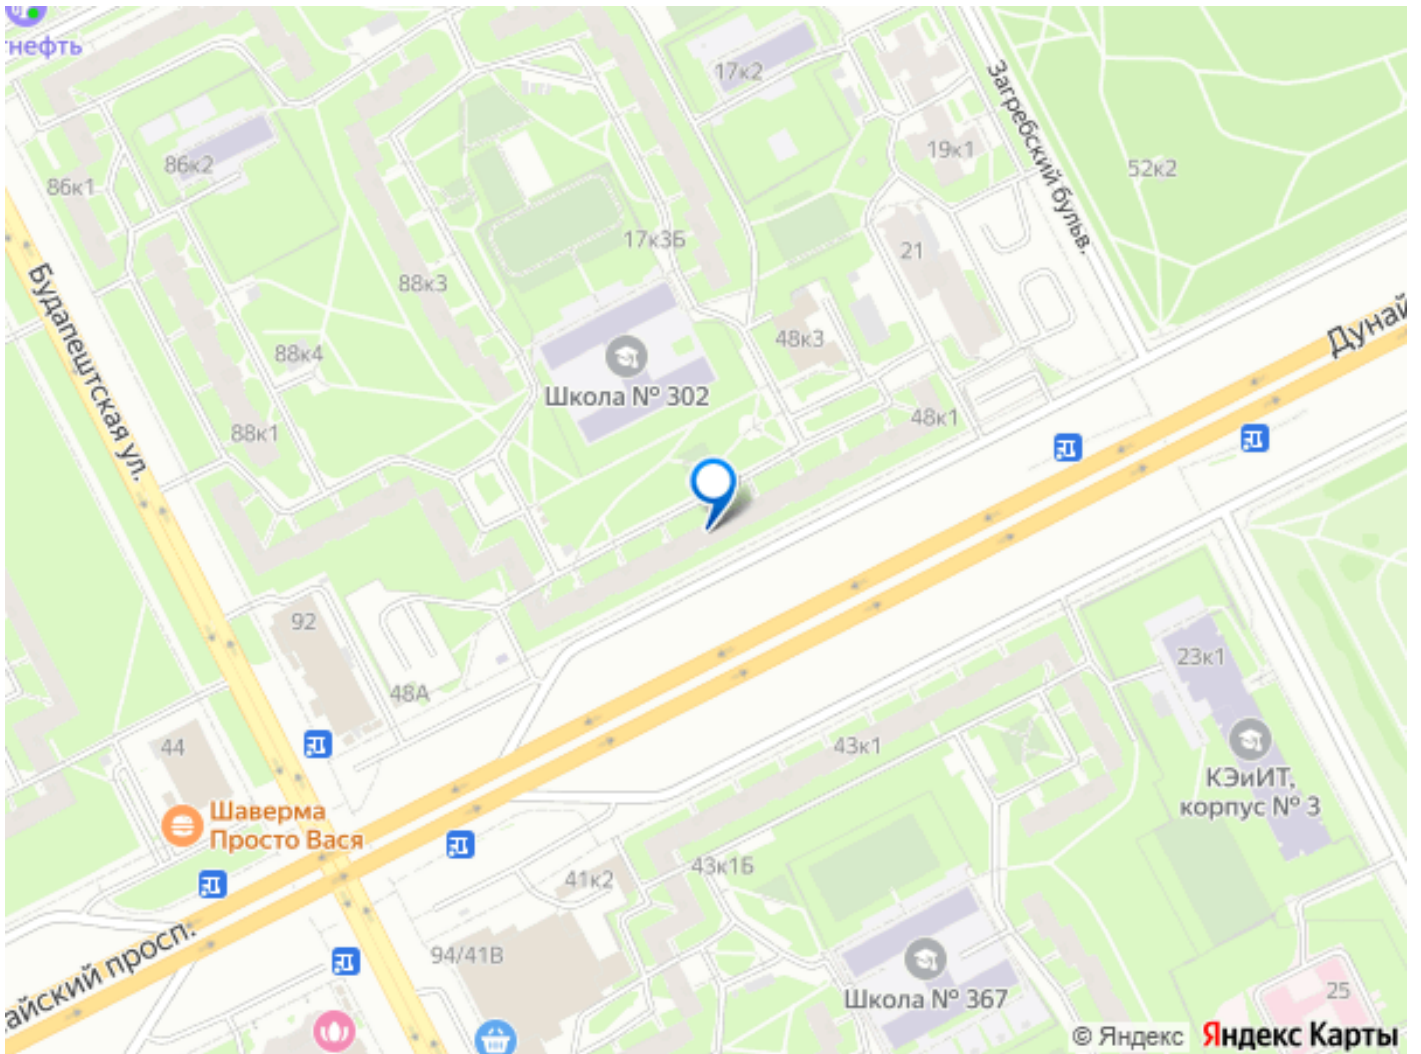 нефть
17к2
Загребский бульв.
86к2
19к1
52к2
86к1
17к3Б
21
Будапештская ул.
88к3
Дунай
48к3
88к4
Школа № 302
48к1
88к1
92
23к1
48А
43к1
44
КЭиИТ,
корпус № 3
Шаверма
Просто Вася
43к1Б
41к2
айский просп.
94/41В
Школа № 367
25
© Яндекс Яндекс Карты